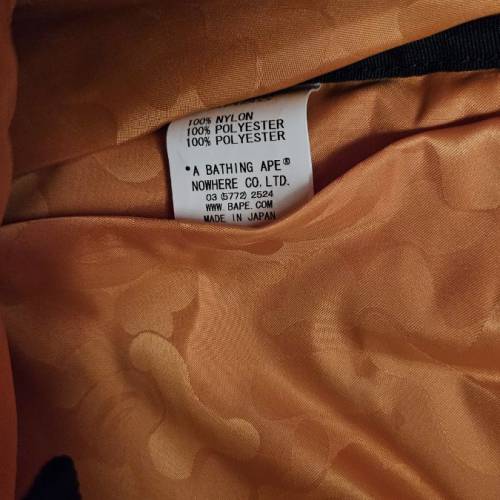 100% NYLON
100% POLYESTER
100% POLYESTER
*A BATHING APE®
NOWHERE CO.LTD.
03 (5772) 2524
WWW.BAPE.COM
MADE IN JAPAN